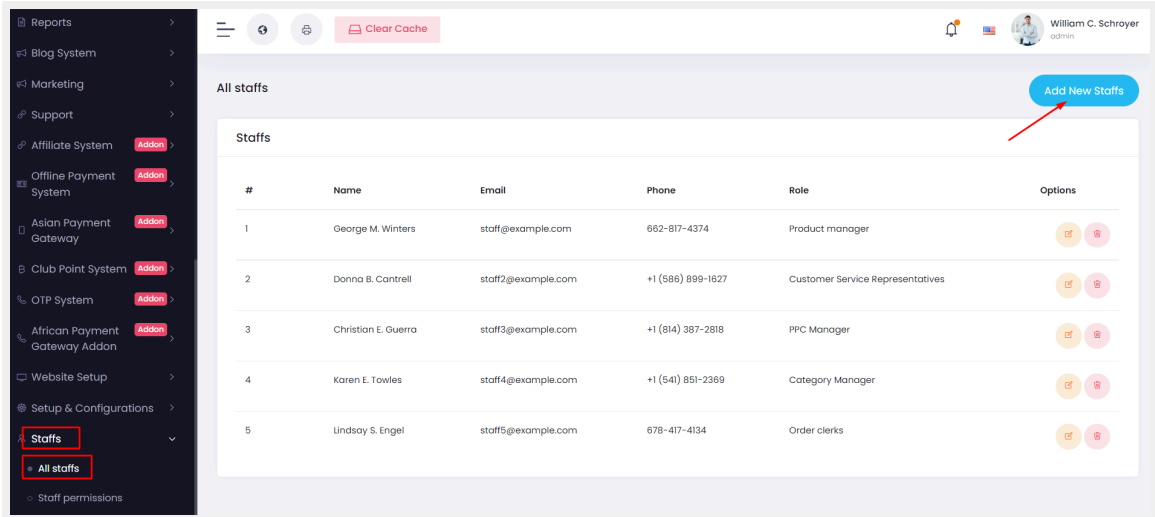 Reports
Blog System
Marketing
Support
Affiliate System Addon
Offline Payment Addon
System
Asian Payment Addon
Gateway
Club Point System Addon
OTP System Addon
African Payment Addon
Gateway Addon
Website Setup
Setup & Configurations
Staffs
All staffs
Staff permissions
Clear Cache
William C. Schroyer
admin
All staffs
Add New Staffs
Staffs
# Name Email Phone Role Options
1 George M. Winters staff@example.com 662-817-4374 Product manager
2 Donna B. Cantrell staff2@example.com +1 (586) 899-1627 Customer Service Representatives
3 Christian E. Guerra staff3@example.com +1 (814) 387-2818 PPC Manager
4 Karen E. Towles staff4@example.com +1 (541) 851-2369 Category Manager
5 Lindsay S. Engel staff5@example.com 678-417-4134 Order clerks